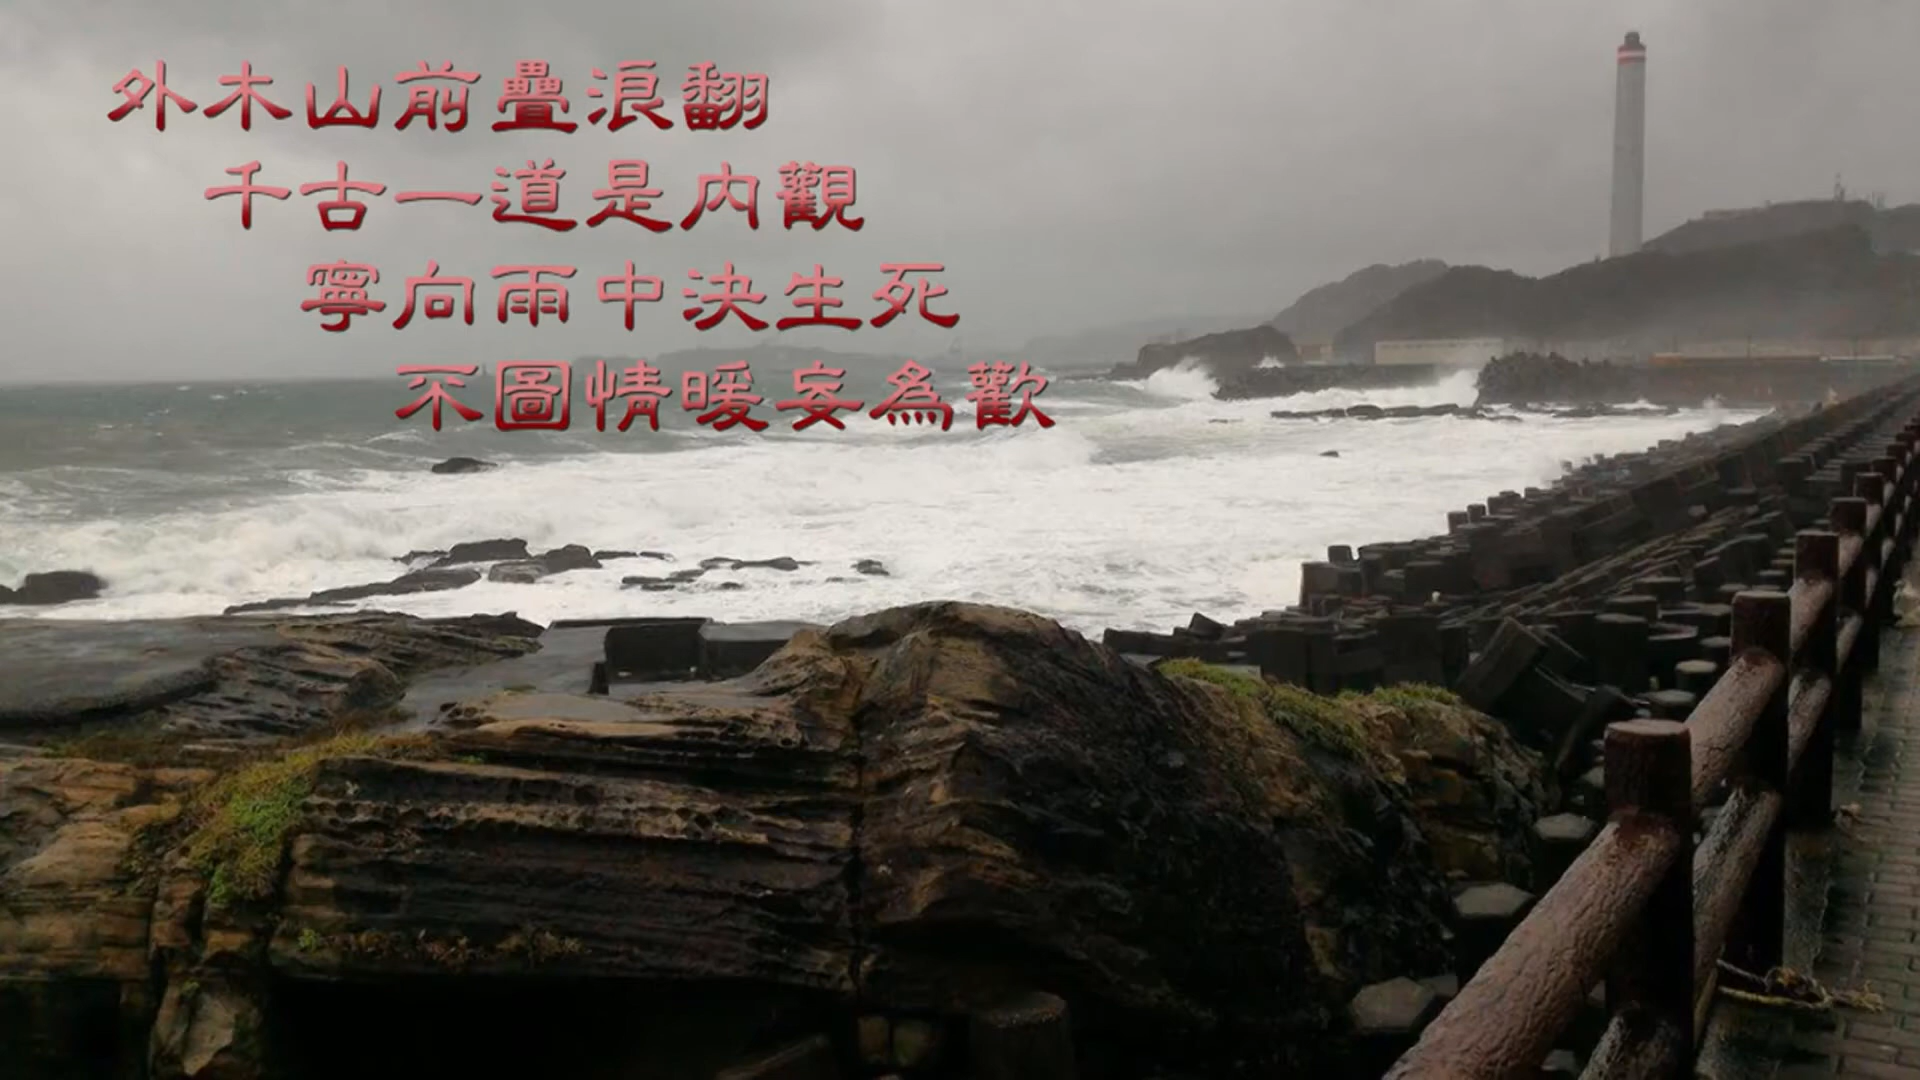 外木山前疊浪翻
千古一道是內觀
寧向雨中決生死
不圖情暖妄為歡